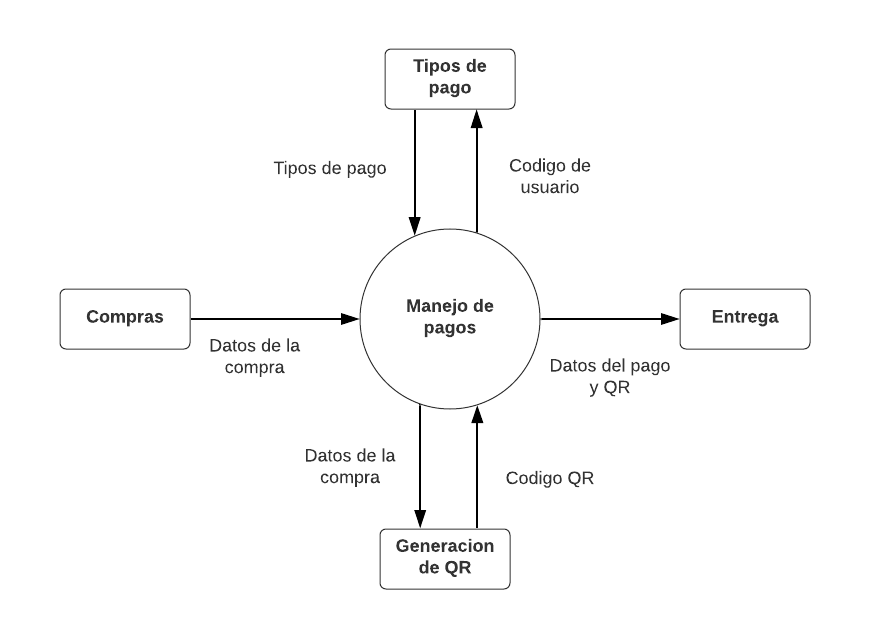 Tipos de
pago
Tipos de pago
Codigo de
usuario
Compras
Manejo de
pagos
Entrega
Datos de la
compra
Datos del pago
y QR
Datos de la
compra
Codigo QR
Generacion
de QR